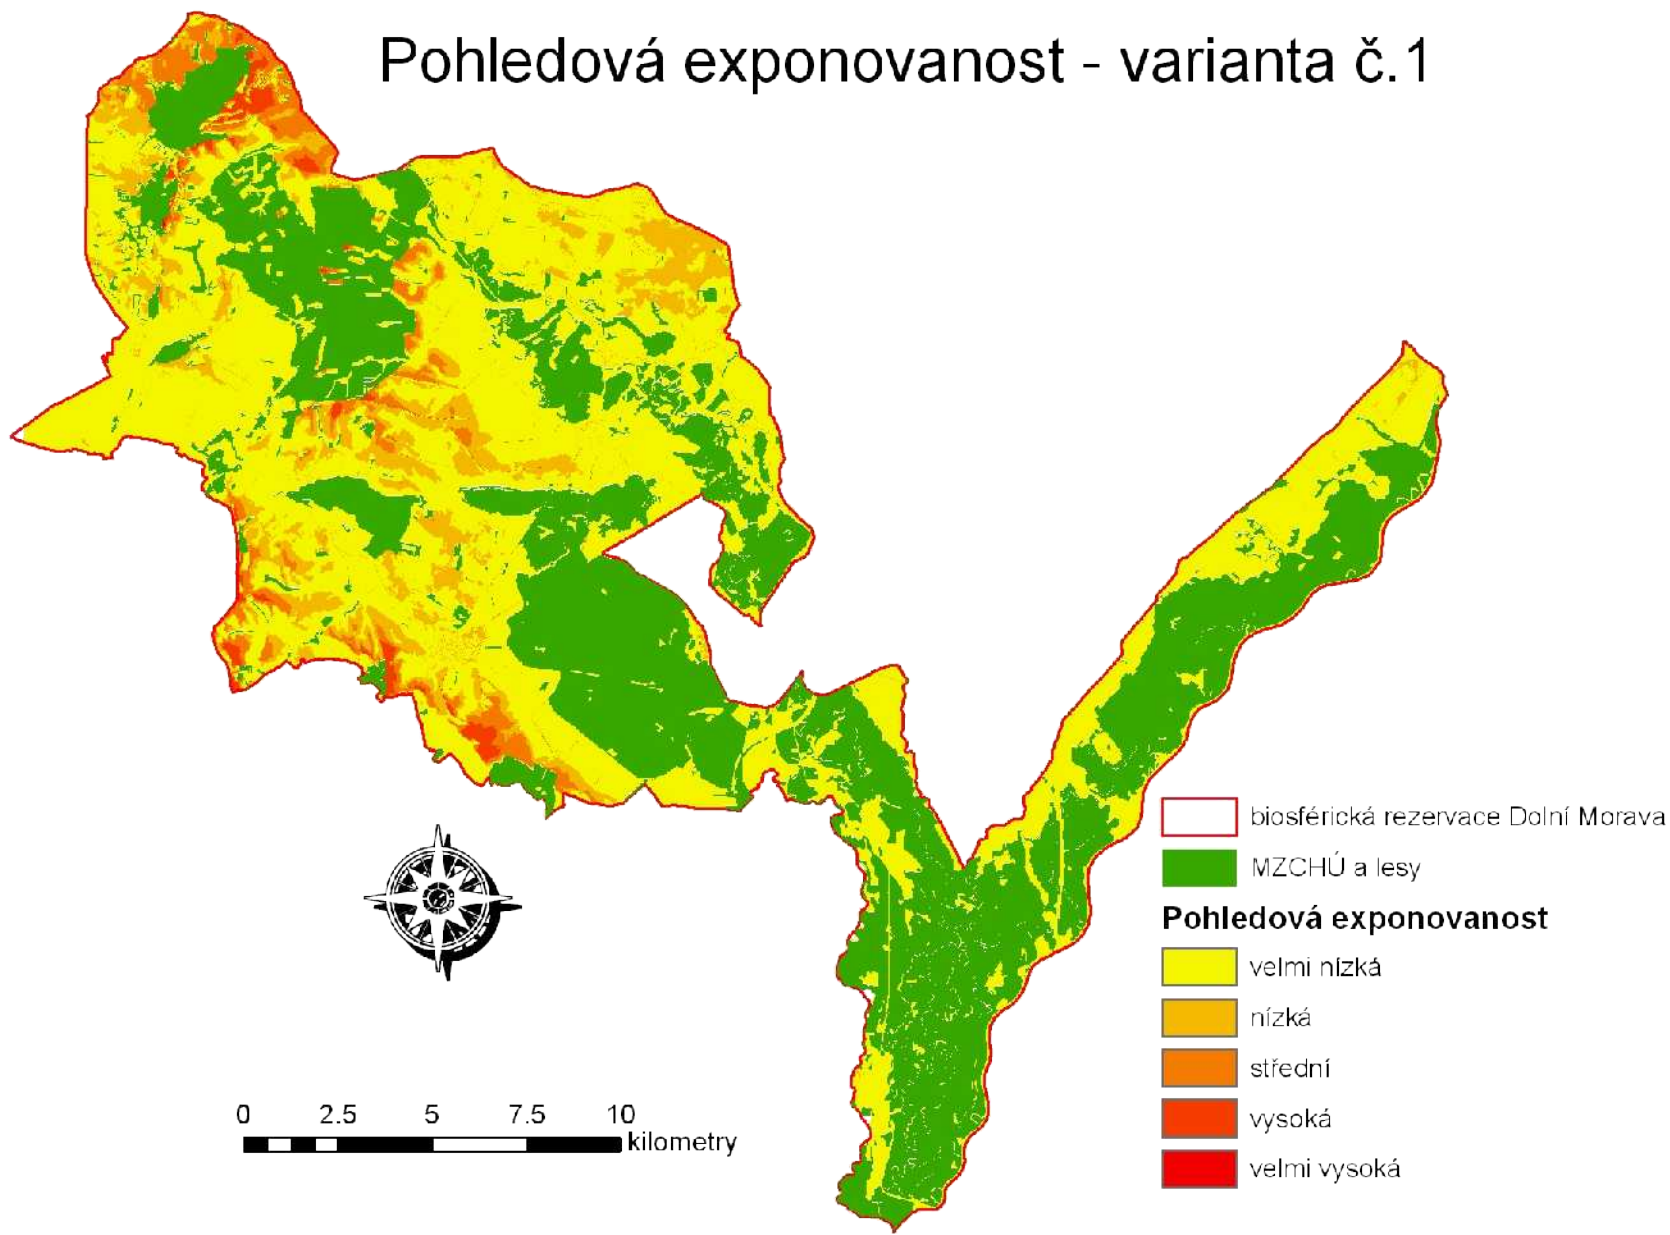 Pohledová exponovanost - varianta č.1
biosférická rezervace Dolní Morava
MZCHÚ a lesy
Pohledová exponovanost
velmi nízká
nízká
střední
vysoká
velmi vysoká
0 2.5 5 7.5 10
kilometry